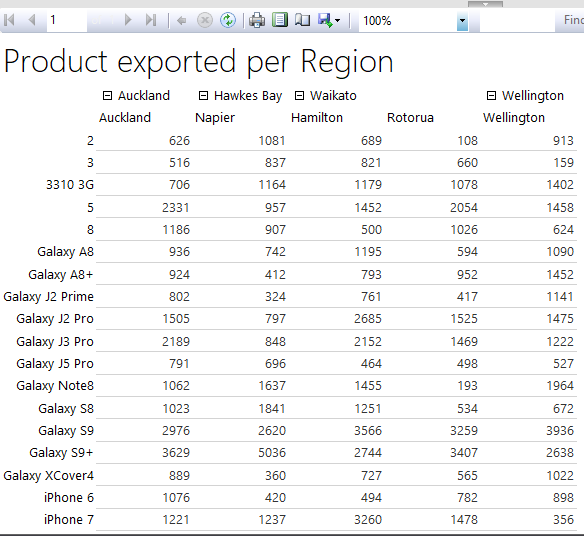 1 100% Find
Product exported per Region
Auckland Hawkes Bay Waikato Wellington
Auckland Napier Hamilton Rotorua Wellington
2 626 1081 689 108 913
3 516 837 821 660 159
3310 3G 706 1164 1179 1078 1402
5 2331 957 1452 2054 1458
8 1186 907 500 1026 624
Galaxy A8 936 742 1195 594 1090
Galaxy A8+ 924 412 793 952 1452
Galaxy J2 Prime 802 324 761 417 1141
Galaxy J2 Pro 1505 797 2685 1525 1475
Galaxy J3 Pro 2189 848 2152 1469 1222
Galaxy J5 Pro 791 696 464 498 527
Galaxy Note8 1062 1637 1455 193 1964
Galaxy S8 1023 1841 1251 534 672
Galaxy S9 2976 2620 3566 3259 3936
Galaxy S9+ 3629 5036 2744 3407 2638
Galaxy XCover4 889 360 727 565 1022
iPhone 6 1076 420 494 782 898
iPhone 7 1221 1237 3260 1478 356